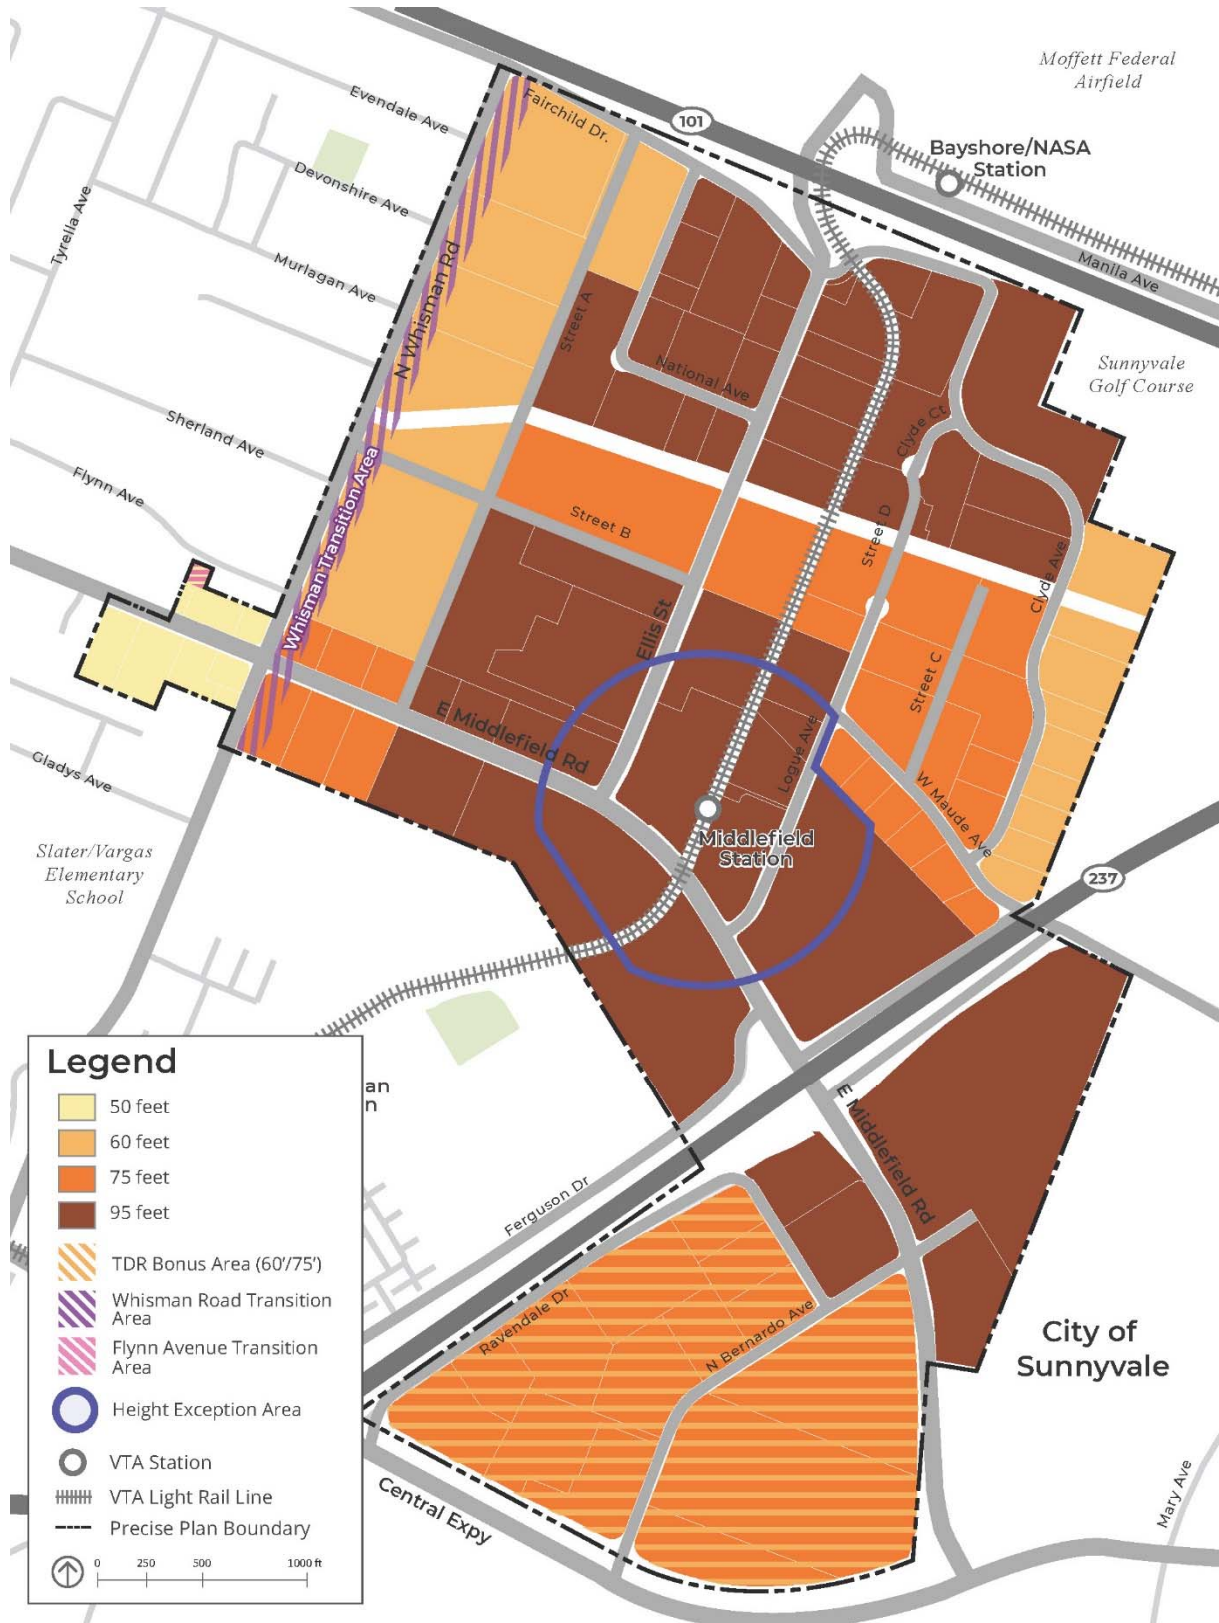 Moffett Federal
Airfield
Evendale Ave
Fairchild Dr.
101
Bayshore/NASA
Station
Devonshire Ave
Tyrella Ave
Murlagan Ave
N Whisman Rd
Manila Ave
Street A
National Ave
Sunnyvale
Golf Course
Sherland Ave
Clyde Ct
Flynn Ave
Whisman Transition Area
Street B
Street D
Clyde Ave
Ellis St
Street C
E Middlefield Rd
Logue Ave
Gladys Ave
W Maude Ave
Middlefield
Station
Slater/Vargas
Elementary
School
237
Legend
50 feet
60 feet
75 feet
95 feet
TDR Bonus Area (60'/75')
Whisman Road Transition
Area
Flynn Avenue Transition
Area
Height Exception Area
VTA Station
VTA Light Rail Line
Precise Plan Boundary
0 250 500 1000 ft
an
n
E Middlefield Rd
Ferguson Dr
Ravendale Dr
N Bernardo Ave
City of
Sunnyvale
Central Expy
Mary Ave